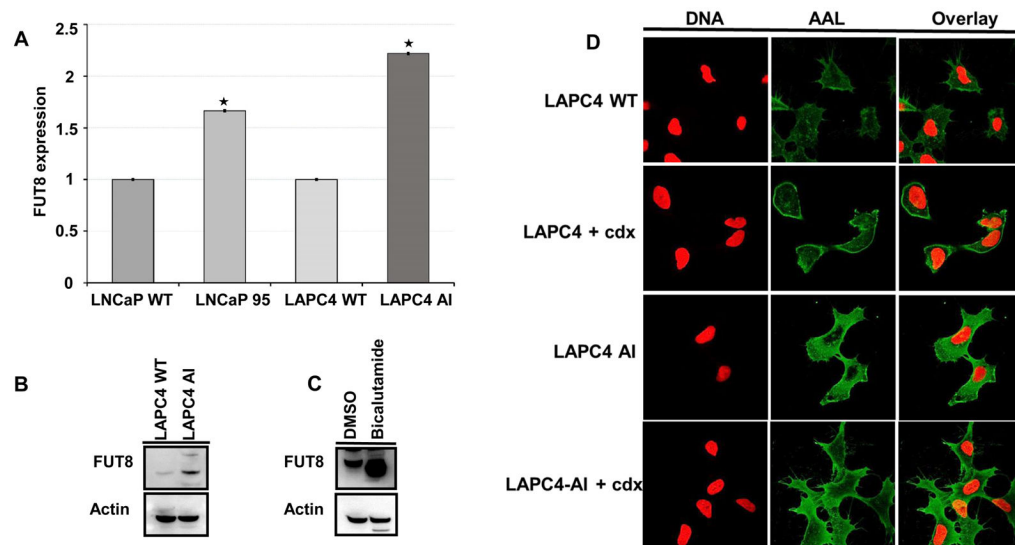 A
FUT8 expression
2.5
2
1.5
1
0.5
0
★
★
LNCaP WT
LNCaP 95
LAPC4 WT
LAPC4 AI
B
LAPC4 WT
LAPC4 AI
FUT8
Actin
C
DMSO
Bicalutamide
FUT8
Actin
D
DNA
AAL
Overlay
LAPC4 WT
LAPC4 + cdx
LAPC4 AI
LAPC4-AI + cdx